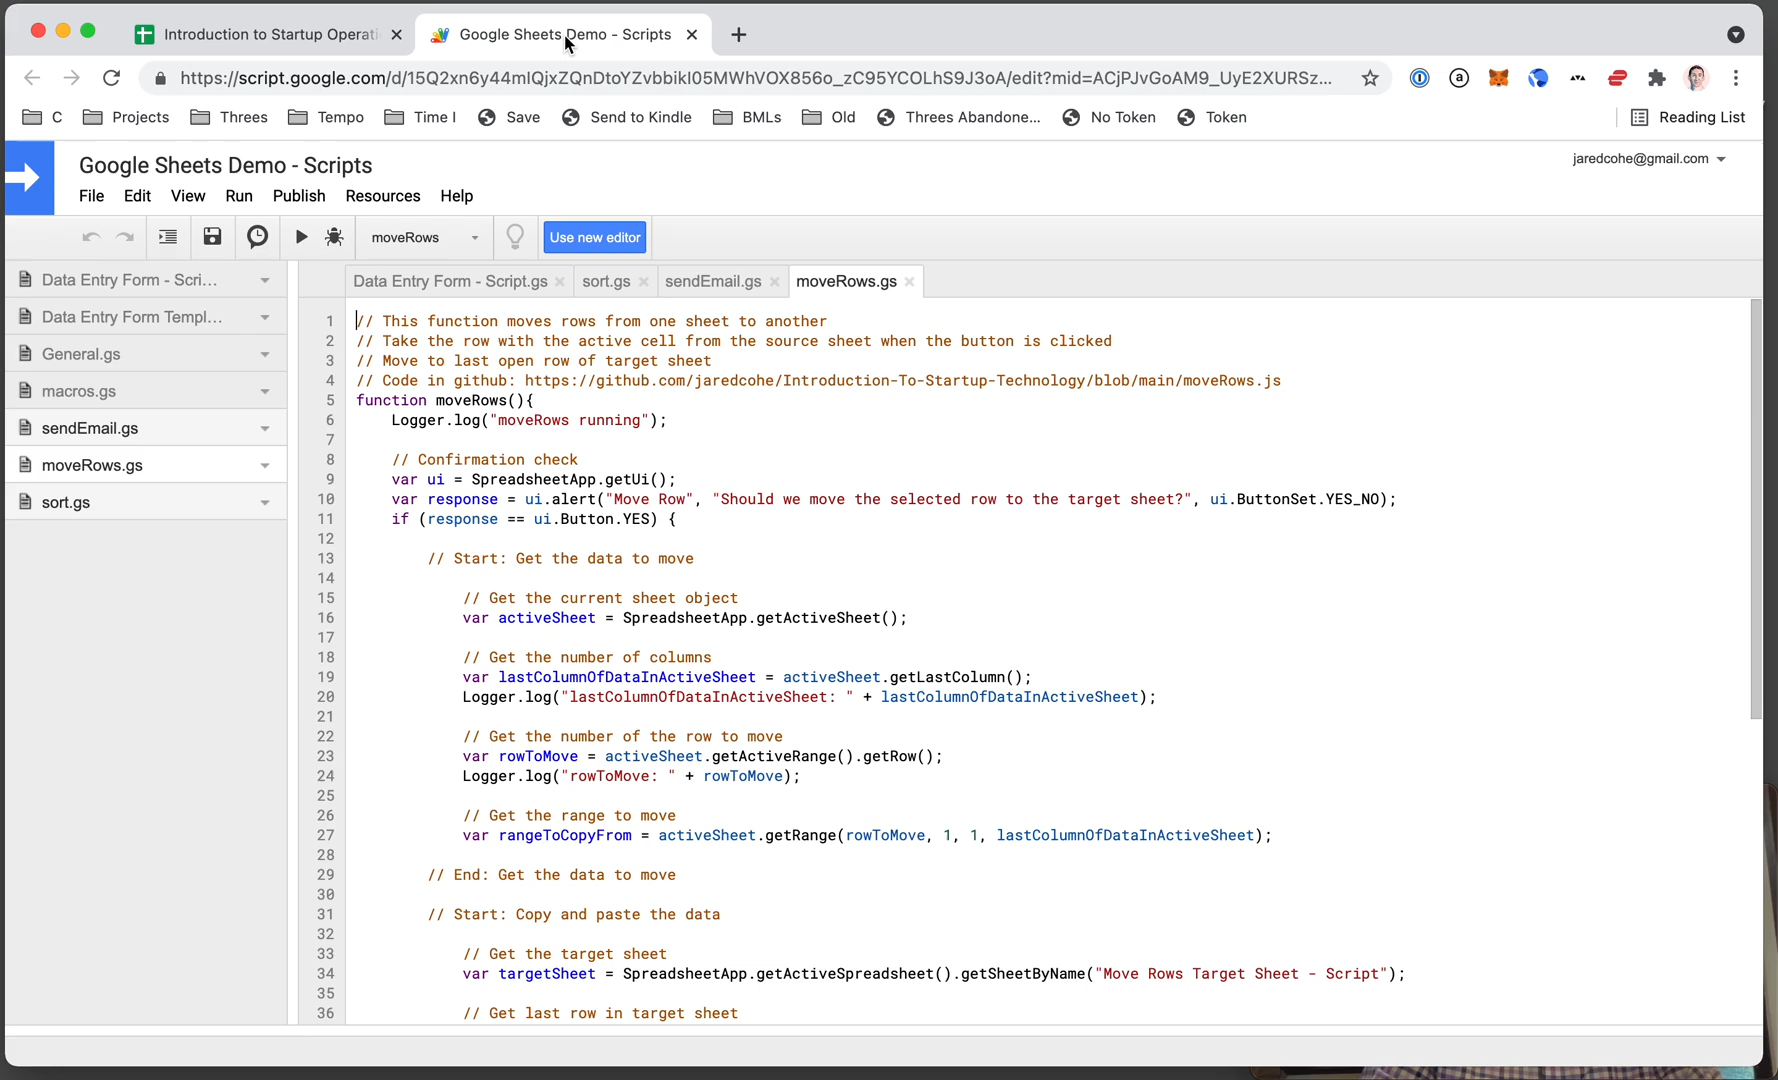 Introduction to Startup Operati
Google Sheets Demo - Scripts
https://script.google.com/d/15Q2xn6y44mIQjxZQnDtoYZvbbikI05MWhVOX856o_zC95YCOLhS9J3oA/edit?mid=ACjPJvGoAM9_UyE2XURSz...
C
Projects
Threes
Tempo
Time I
Save
Send to Kindle
BMLs
Old
Threes Abandone...
No Token
Token
Reading List
Google Sheets Demo - Scripts
jaredcohe@gmail.com
File Edit View Run Publish Resources Help
moveRows
Use new editor
Data Entry Form - Scri...
Data Entry Form Templ...
General.gs
macros.gs
sendEmail.gs
moveRows.gs
sort.gs
Data Entry Form - Script.gs
sort.gs
sendEmail.gs
moveRows.gs
1 // This function moves rows from one sheet to another
2 // Take the row with the active cell from the source sheet when the button is clicked
3 // Move to last open row of target sheet
4 // Code in github: https://github.com/jaredcohe/Introduction-To-Startup-Technology/blob/main/moveRows.js
5 function moveRows(){
6 Logger.log("moveRows running");
7
8 // Confirmation check
9 var ui = SpreadsheetApp.getUi();
10 var response = ui.alert("Move Row", "Should we move the selected row to the target sheet?", ui.ButtonSet.YES_NO);
11 if (response == ui.Button.YES) {
12
13 // Start: Get the data to move
14
15 // Get the current sheet object
16 var activeSheet = SpreadsheetApp.getActiveSheet();
17
18 // Get the number of columns
19 var lastColumnOfDataInActiveSheet = activeSheet.getLastColumn();
20 Logger.log("lastColumnOfDataInActiveSheet: " + lastColumnOfDataInActiveSheet);
21
22 // Get the number of the row to move
23 var rowToMove = activeSheet.getActiveRange().getRow();
24 Logger.log("rowToMove: " + rowToMove);
25
26 // Get the range to move
27 var rangeToCopyFrom = activeSheet.getRange(rowToMove, 1, 1, lastColumnOfDataInActiveSheet);
28
29 // End: Get the data to move
30
31 // Start: Copy and paste the data
32
33 // Get the target sheet
34 var targetSheet = SpreadsheetApp.getActiveSpreadsheet().getSheetByName("Move Rows Target Sheet - Script");
35
36 // Get last row in target sheet